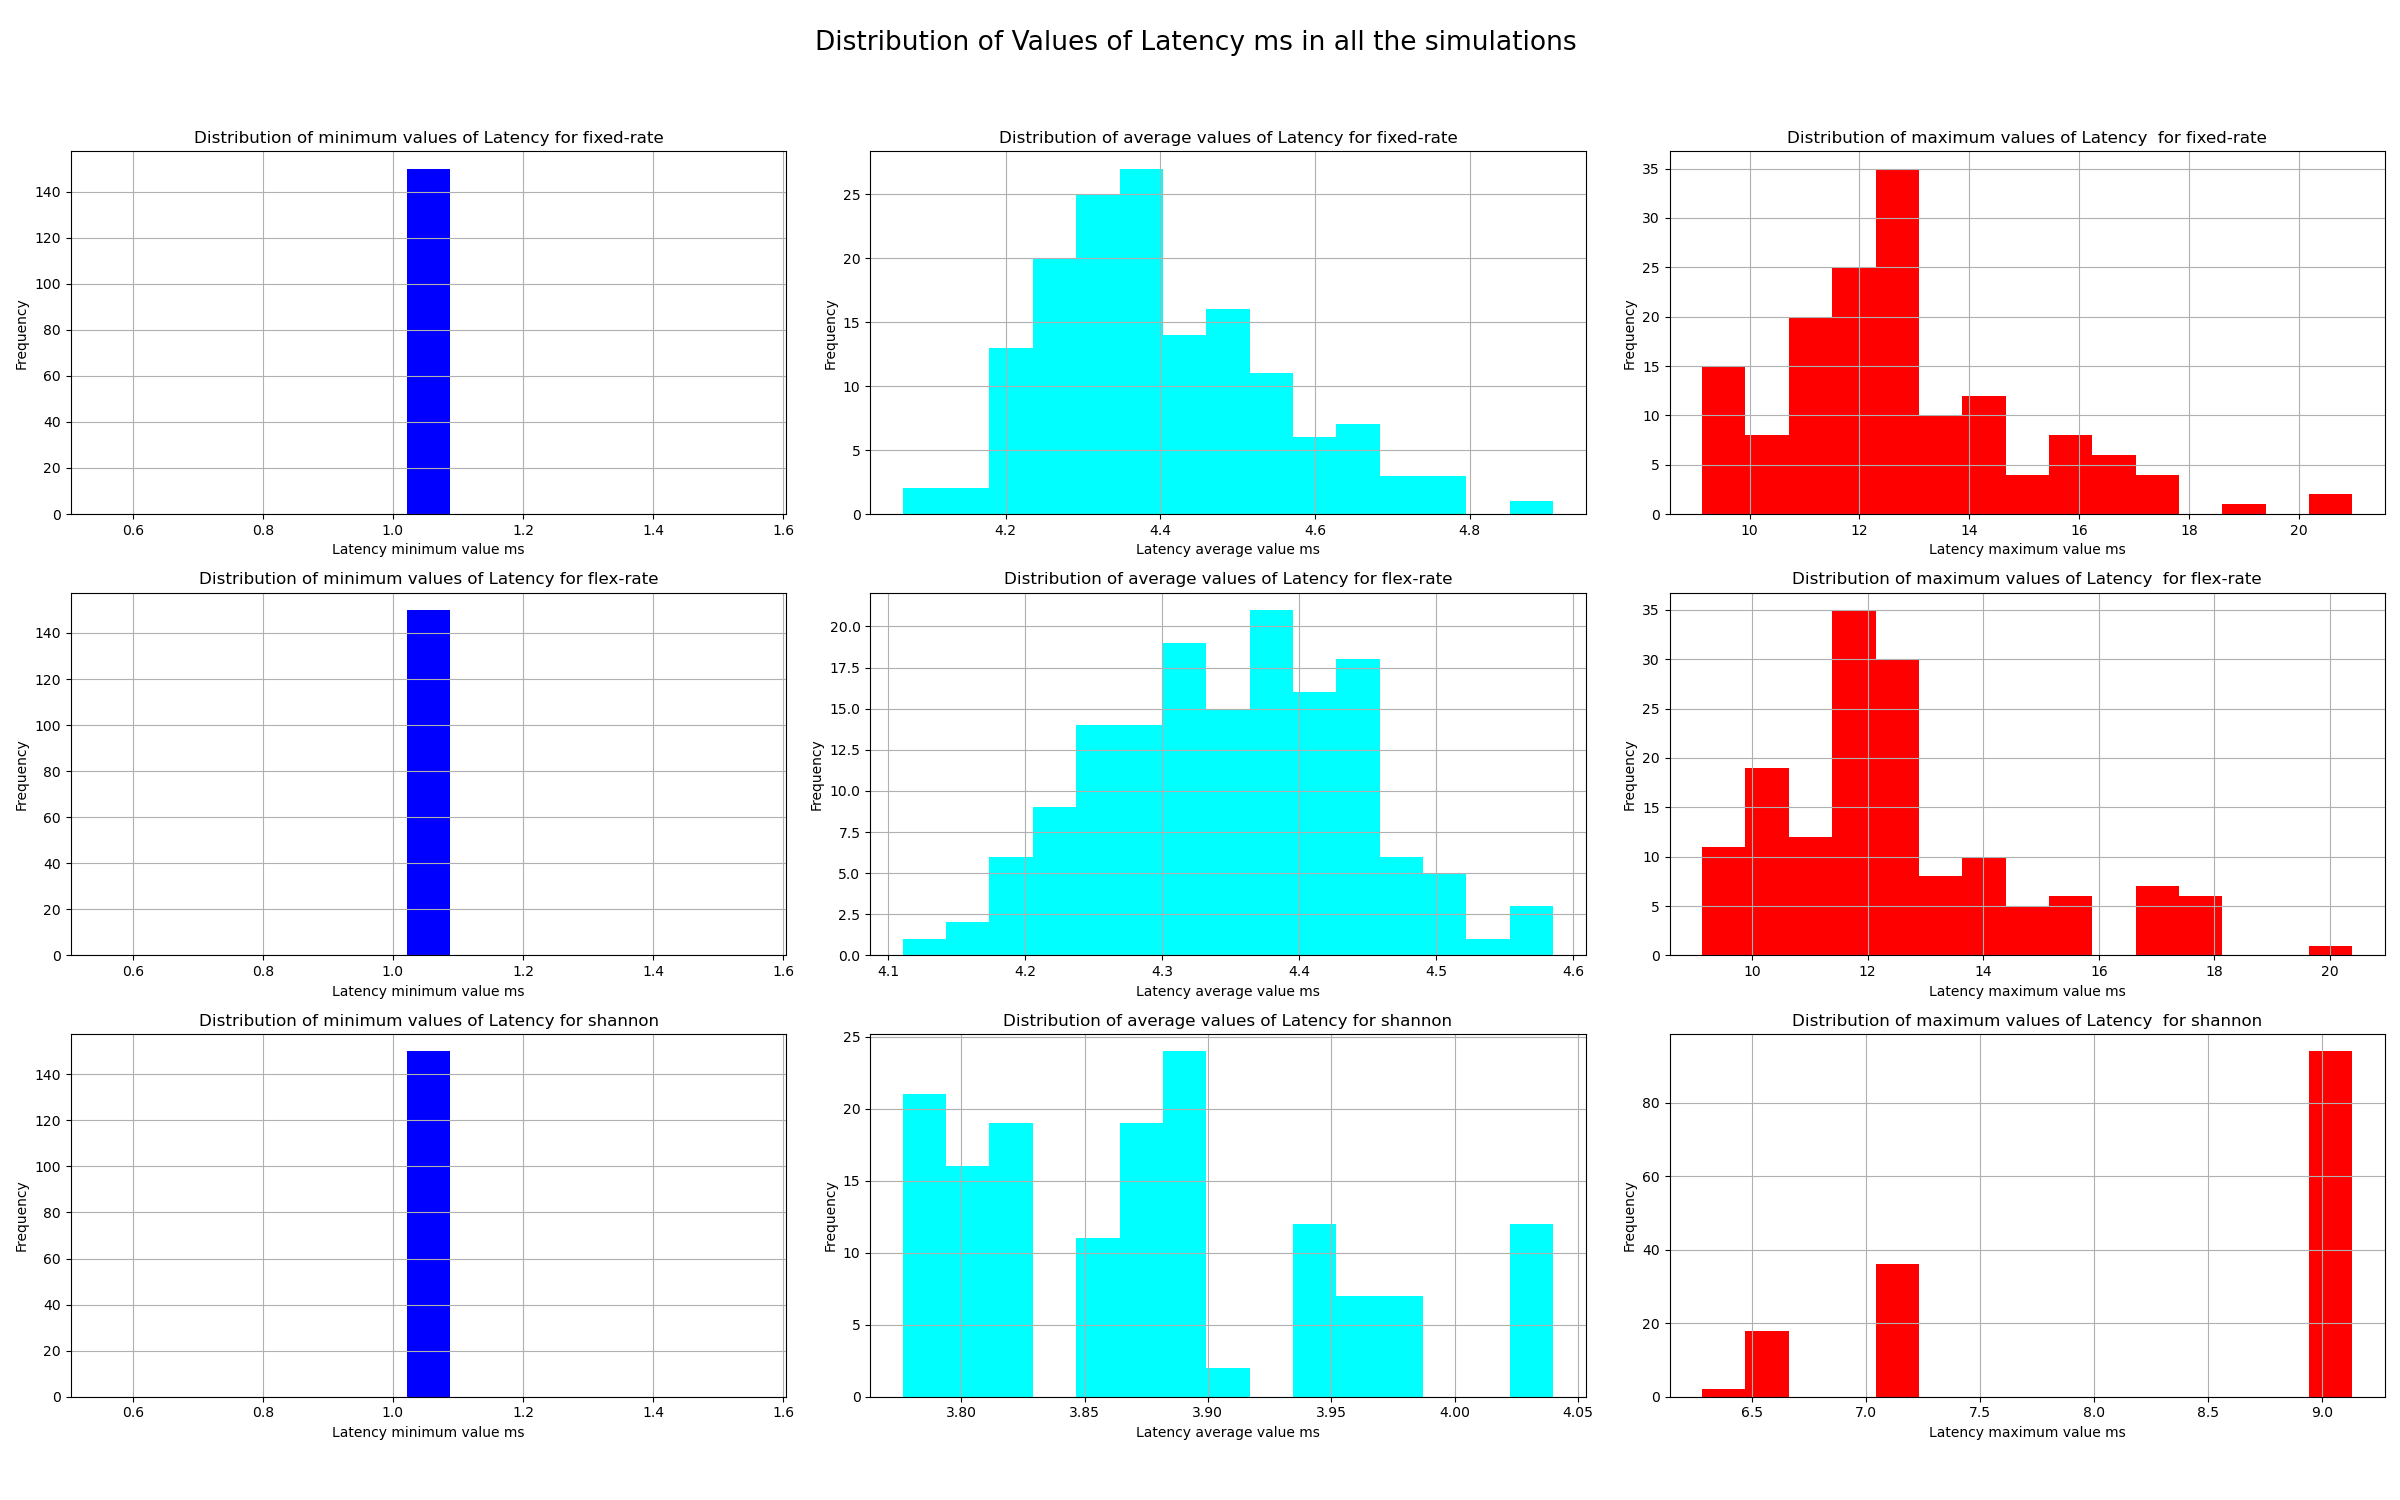 Distribution of Values of Latency ms in all the simulations
Distribution of minimum values of Latency for fixed-rate
Frequency
140
120
100
80
60
40
20
0
0.6 0.8 1.0 1.2 1.4 1.6
Latency minimum value ms
Distribution of average values of Latency for fixed-rate
Frequency
25
20
15
10
5
0
4.2 4.4 4.6 4.8
Latency average value ms
Distribution of maximum values of Latency  for fixed-rate
Frequency
35
30
25
20
15
10
5
0
10 12 14 16 18 20
Latency maximum value ms
Distribution of minimum values of Latency for flex-rate
Frequency
140
120
100
80
60
40
20
0
0.6 0.8 1.0 1.2 1.4 1.6
Latency minimum value ms
Distribution of average values of Latency for flex-rate
Frequency
20.0
17.5
15.0
12.5
10.0
7.5
5.0
2.5
0.0
4.1 4.2 4.3 4.4 4.5 4.6
Latency average value ms
Distribution of maximum values of Latency  for flex-rate
Frequency
35
30
25
20
15
10
5
0
10 12 14 16 18 20
Latency maximum value ms
Distribution of minimum values of Latency for shannon
Frequency
140
120
100
80
60
40
20
0
0.6 0.8 1.0 1.2 1.4 1.6
Latency minimum value ms
Distribution of average values of Latency for shannon
Frequency
25
20
15
10
5
0
3.80 3.85 3.90 3.95 4.00 4.05
Latency average value ms
Distribution of maximum values of Latency  for shannon
Frequency
80
60
40
20
0
6.5 7.0 7.5 8.0 8.5 9.0
Latency maximum value ms